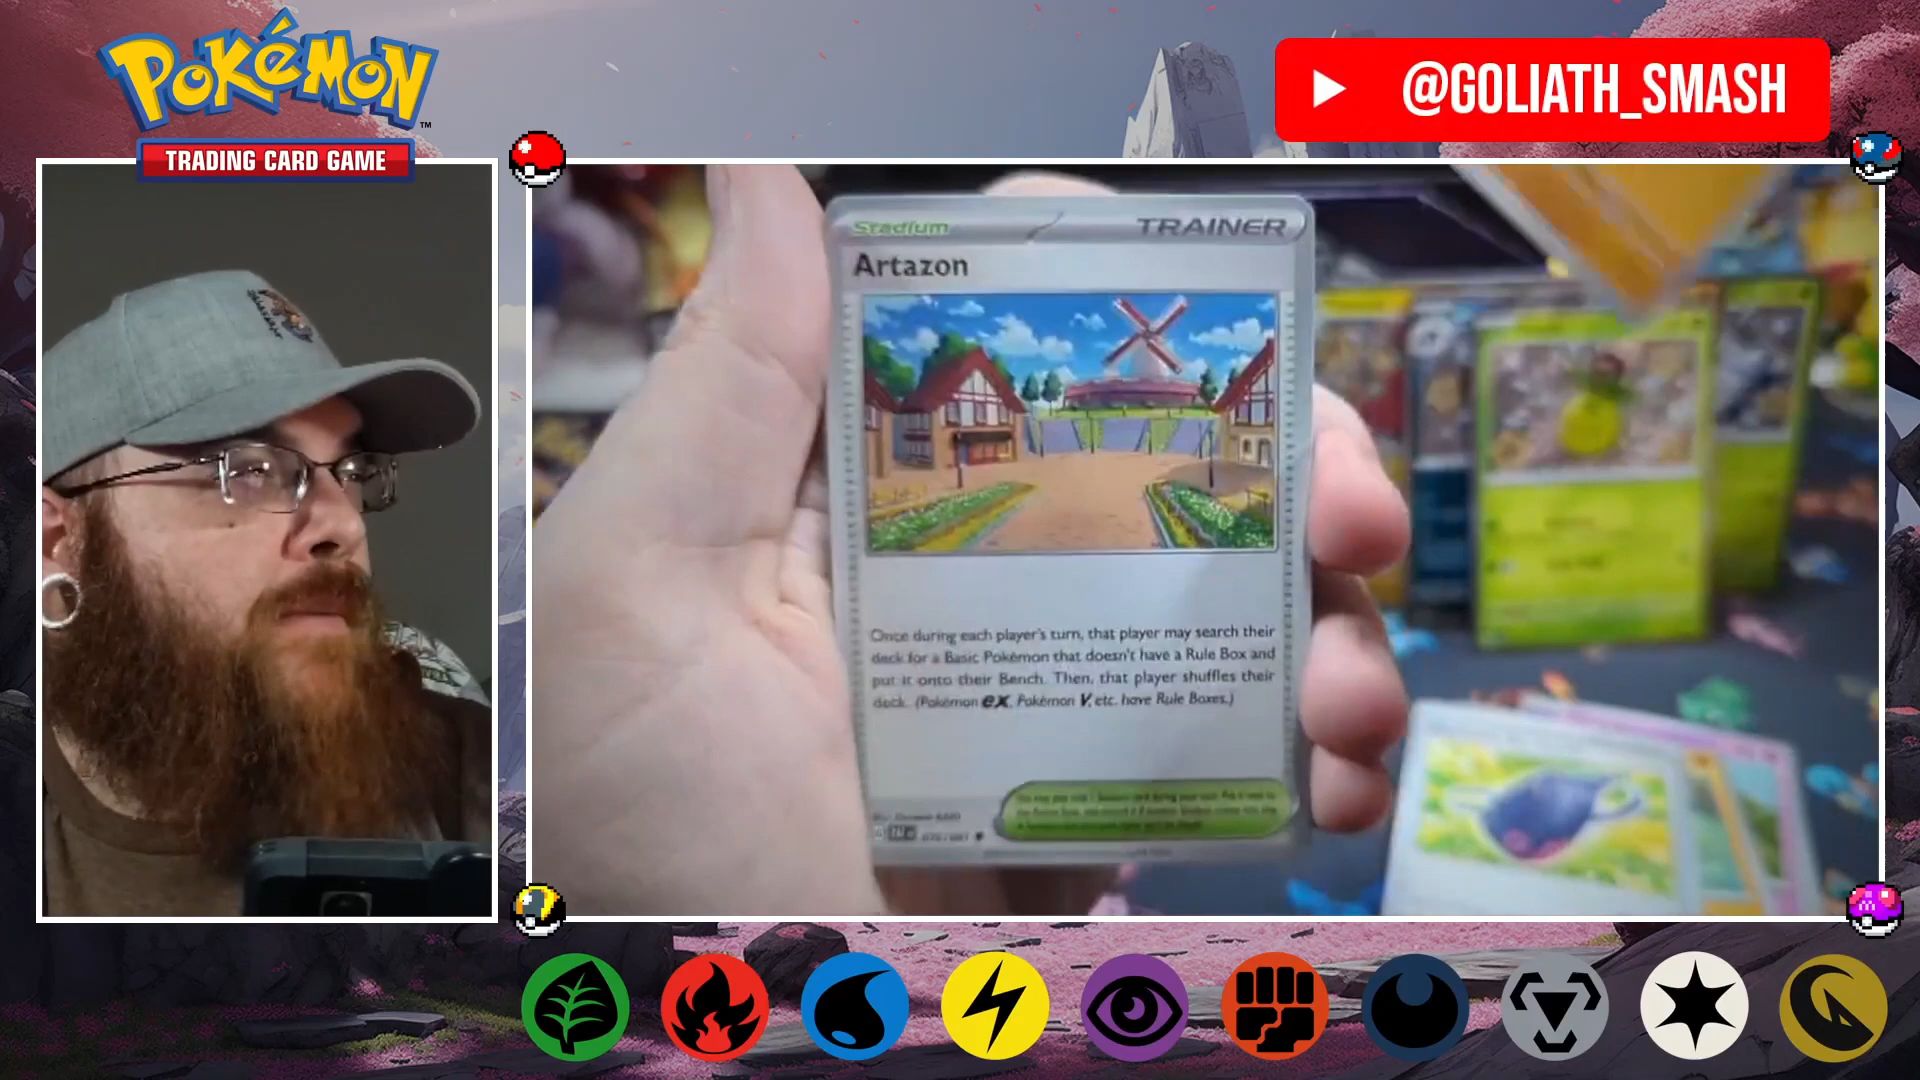 POKéMON
TM
TRADING CARD GAME
@GOLIATH_SMASH
Stadium
TRAINER
Artazon
Once during each player's turn, that player may search their
deck for a Basic Pokémon that doesn't have a Rule Box and
put it onto their Bench. Then, that player shuffles their
deck. (Pokémon ex, Pokémon V, etc. have Rule Boxes.)